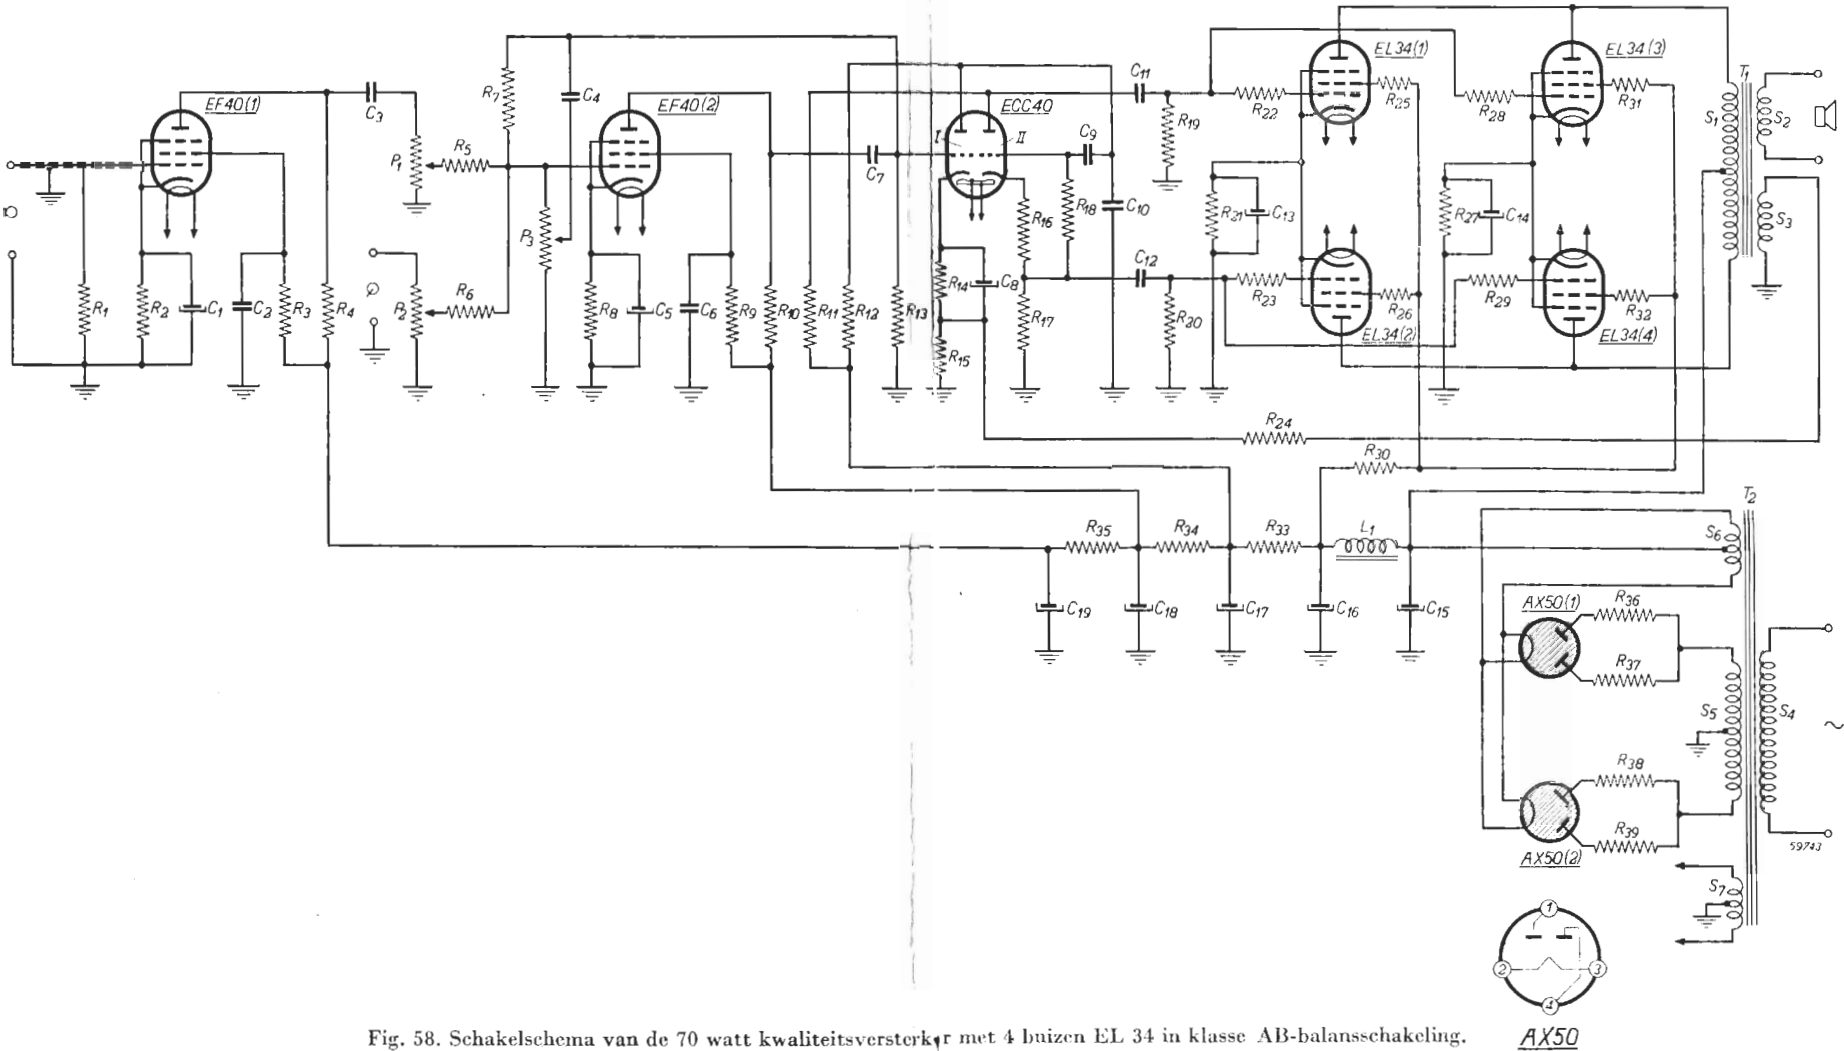 EF40(1)
C3
R7
C4
EF40(2)
ECC40
I
II
C11
EL34(1)
EL34(3)
T1
R22
R25
R28
R31
R19
S1
S2
P1
R5
C7
C9
P3
R16
R18
C10
R21
C13
R27
C14
S3
P2
R6
C12
R1
R2
C1
C2
R3
R4
R8
C5
C6
R9
R10
R11
R12
R13
R14
C8
R17
R15
R20
R23
R26
EL34(2)
R29
R32
EL34(4)
R24
R30
T2
R35
R34
R33
L1
S6
C19
C18
C17
C16
C15
AX50(1)
R36
R37
S5
S4
~
R38
R39
AX50(2)
59743
S7
1
2
3
4
AX50
Fig. 58. Schakelschema van de 70 watt kwaliteitsversterker met 4 buizen EL 34 in klasse AB-balansschakeling.